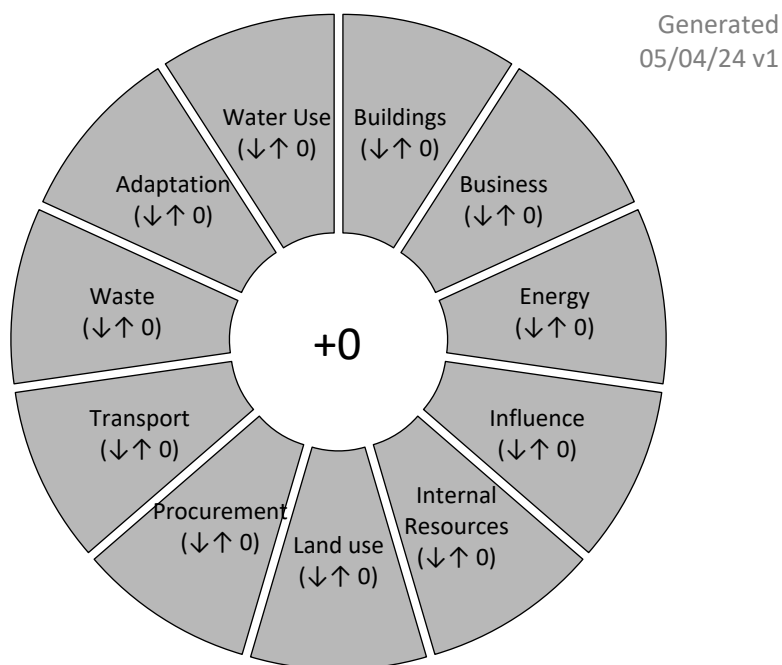 Generated
05/04/24 v1
Water Use
(↓↑ 0)
Buildings
(↓↑ 0)
Adaptation
(↓↑ 0)
Business
(↓↑ 0)
Waste
(↓↑ 0)
Energy
(↓↑ 0)
+0
Transport
(↓↑ 0)
Influence
(↓↑ 0)
Procurement
(↓↑ 0)
Internal
Resources
(↓↑ 0)
Land use
(↓↑ 0)